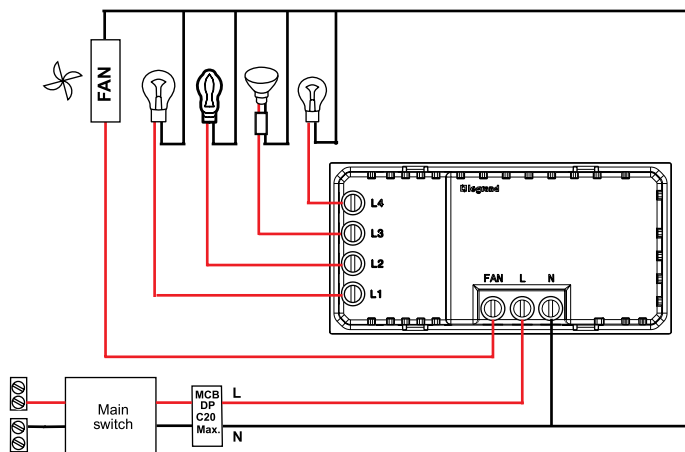 FAN
legrand
L4
L3
L2
L1
FAN L N
Main
switch
MCB
DP
C20
Max.
L
N